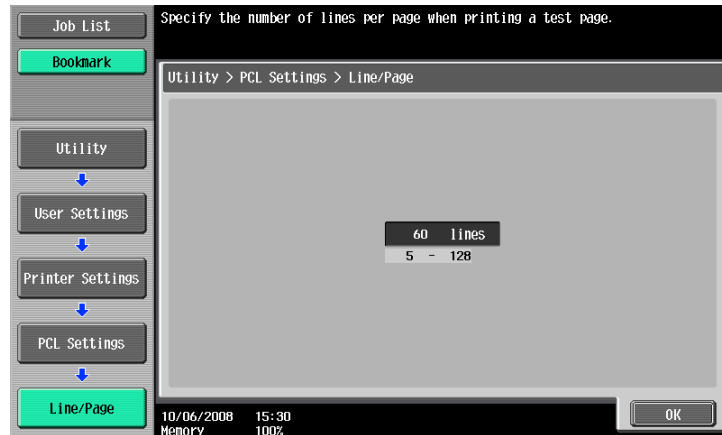 Job List
Bookmark
Utility
User Settings
Printer Settings
PCL Settings
Line/Page
Specify the number of lines per page when printing a test page.
Utility > PCL Settings > Line/Page
60 lines
5 - 128
10/06/2008 15:30
Memory 100%
OK